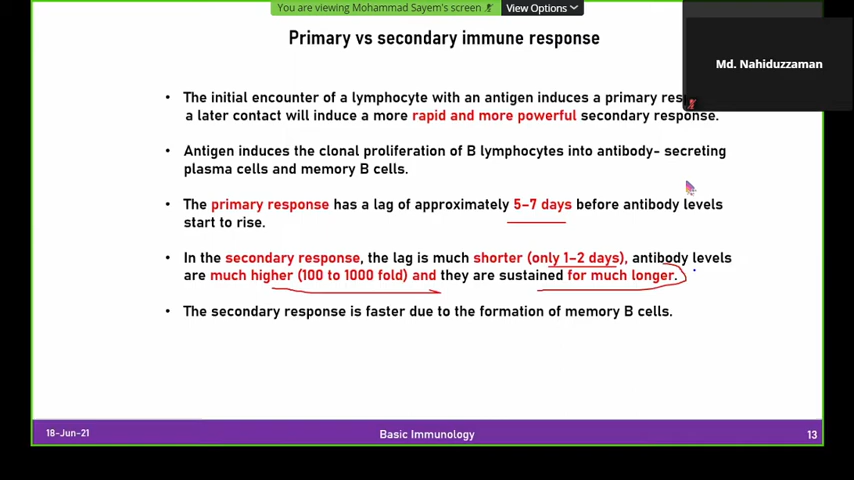 You are viewing Mohammad Sayem's screen
View Options
Primary vs secondary immune response
Md. Nahiduzzaman
• The initial encounter of a lymphocyte with an antigen induces a primary
a later contact will induce a more rapid and more powerful secondary response.
• Antigen induces the clonal proliferation of B lymphocytes into antibody- secreting
plasma cells and memory B cells.
• The primary response has a lag of approximately 5–7 days before antibody levels
start to rise.
• In the secondary response, the lag is much shorter (only 1–2 days), antibody levels
are much higher (100 to 1000 fold) and they are sustained for much longer.
• The secondary response is faster due to the formation of memory B cells.
18-Jun-21
Basic Immunology
13